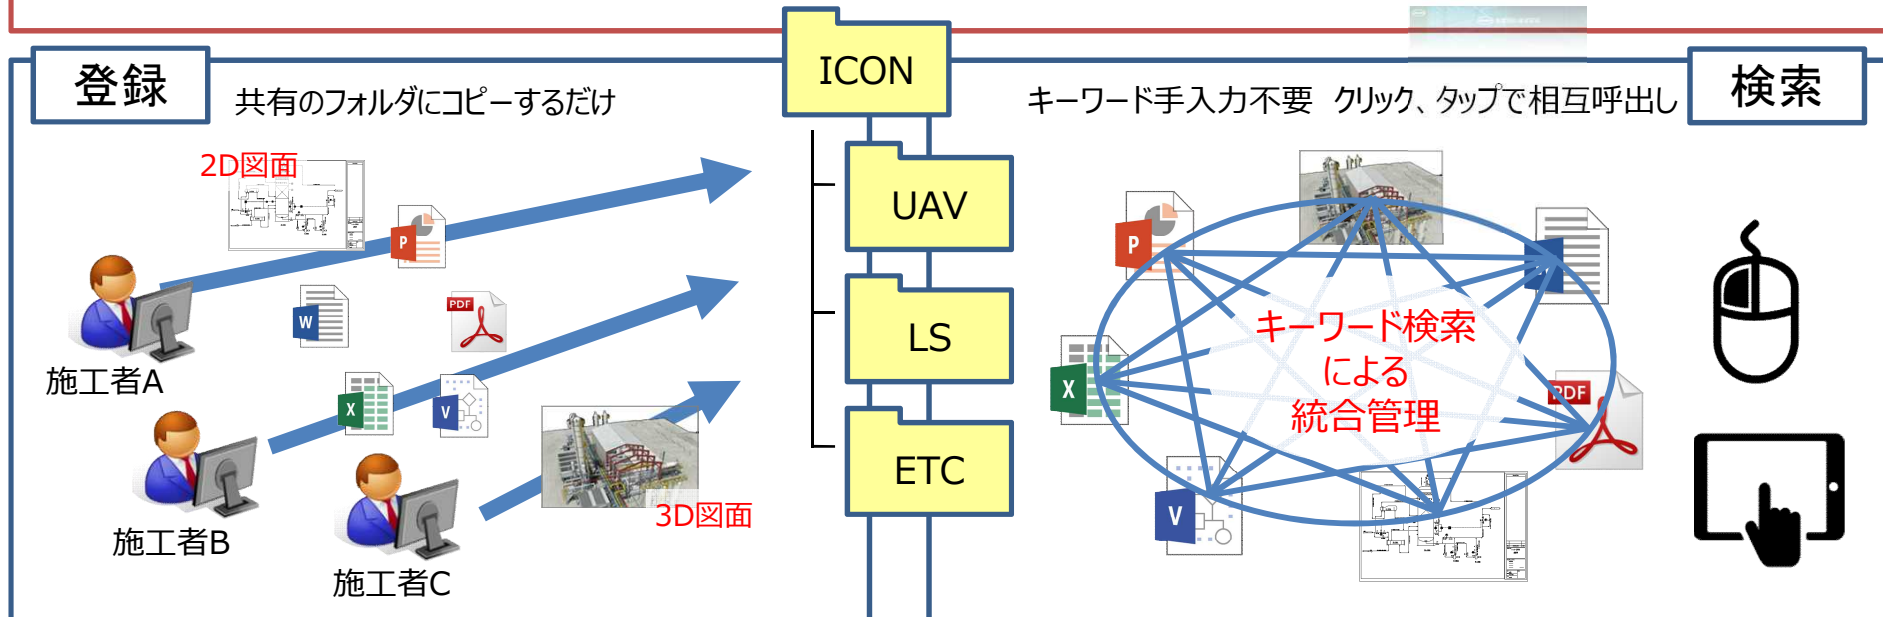 登録
共有のフォルダにコピーするだけ
2D図面
P
W
PDF
施工者A
X
V
施工者B
3D図面
施工者C
ICON
UAV
LS
ETC
キーワード手入力不要 クリック、タップで相互呼出し
検索
P
W
X
キーワード検索
による
統合管理
PDF
V